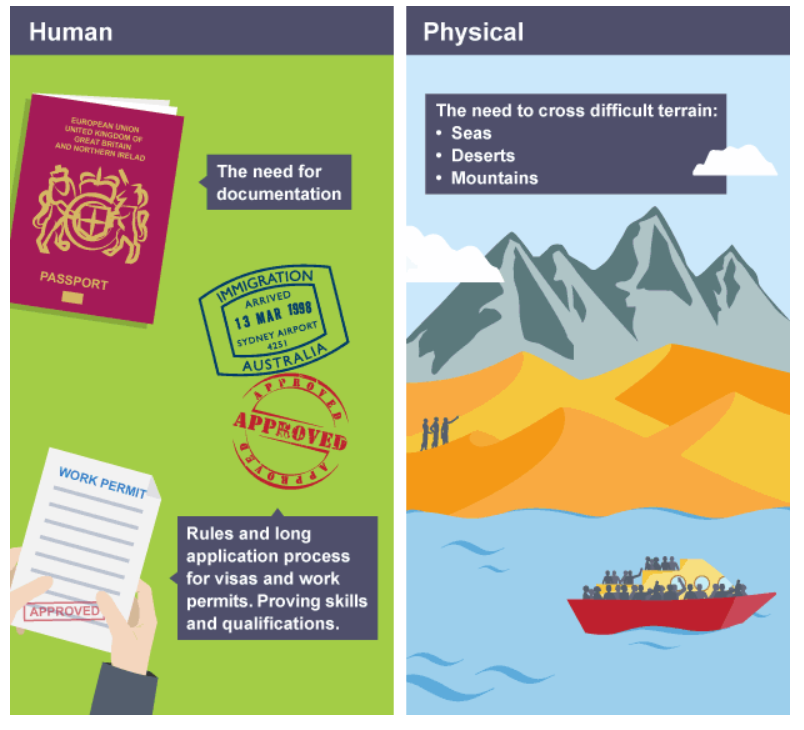 Human
EUROPEAN UNION
UNITED KINGDOM OF
GREAT BRITAIN
AND NORTHERN IRELAD
PASSPORT
The need for
documentation
IMMIGRATION
ARRIVED
13 MAR 1998
SYDNEY AIRPORT
4251
AUSTRALIA
APPROVED
APPROVED
APPROVED
WORK PERMIT
APPROVED
Rules and long
application process
for visas and work
permits. Proving skills
and qualifications.
Physical
The need to cross difficult terrain:
• Seas
• Deserts
• Mountains